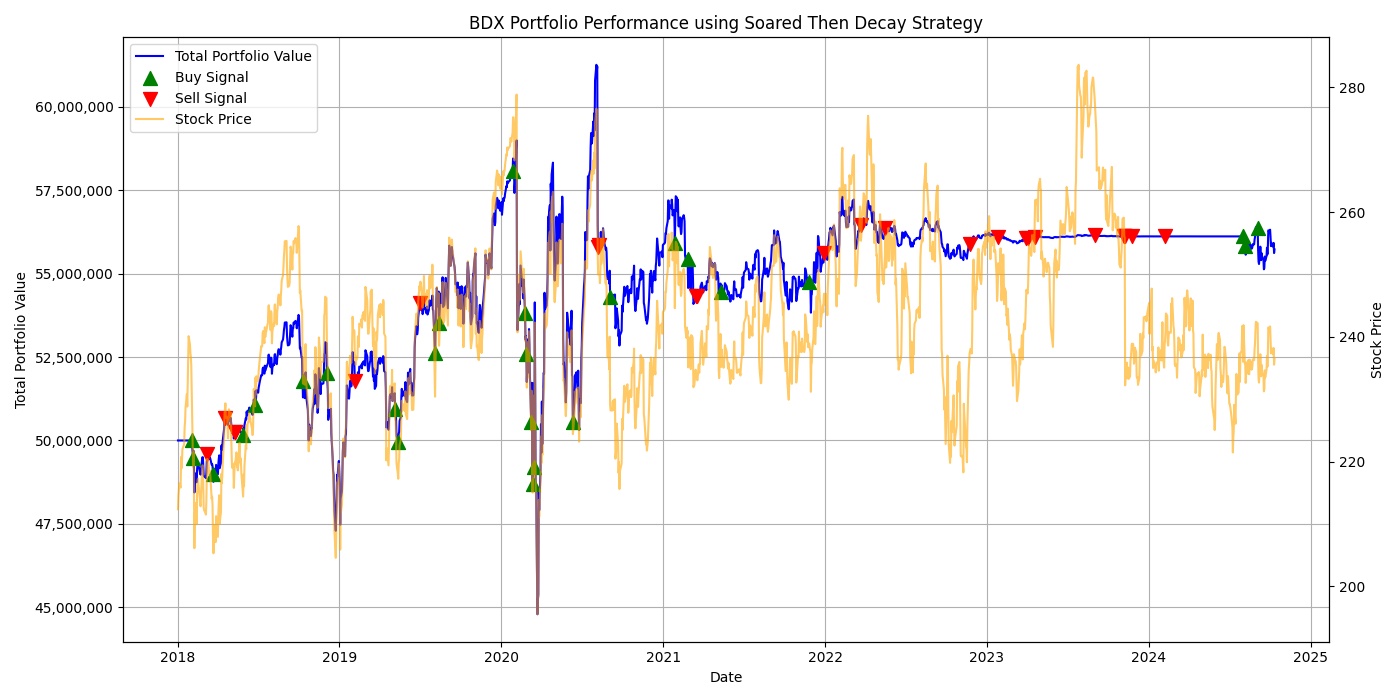 BDX Portfolio Performance using Soared Then Decay Strategy
Total Portfolio Value
Buy Signal
Sell Signal
Stock Price
60,000,000
57,500,000
55,000,000
52,500,000
50,000,000
47,500,000
45,000,000
Total Portfolio Value
280
260
240
220
200
Stock Price
2018 2019 2020 2021 2022 2023 2024 2025
Date